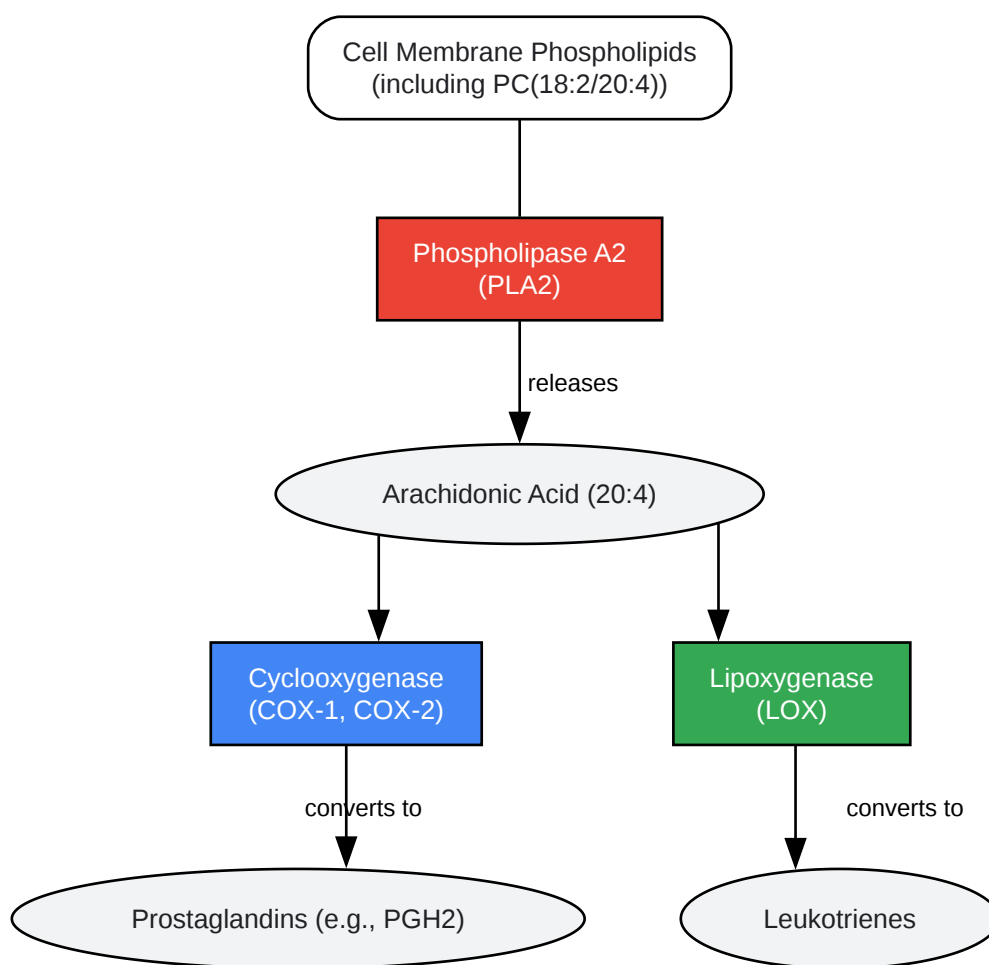 Cell Membrane Phospholipids
(including PC(18:2/20:4))
Phospholipase A2
(PLA2)
releases
Arachidonic Acid (20:4)
Cyclooxygenase
(COX-1, COX-2)
Lipoxygenase
(LOX)
converts to
converts to
Prostaglandins (e.g., PGH2)
Leukotrienes